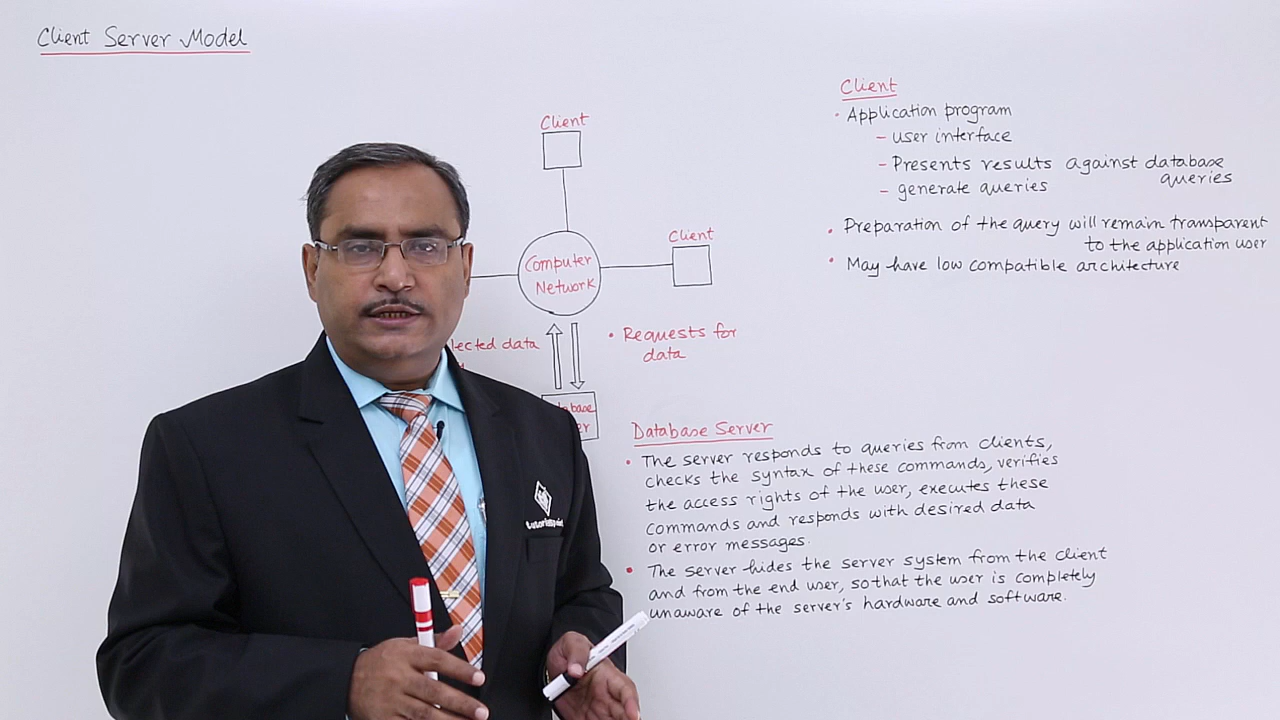 Client Server Model
Client
Client
Computer
Network
lected data
• Requests for
data
Client
• Application program
– user interface
– Presents results against database
queries
– generate queries
• Preparation of the query will remain transparent
to the application user
• May have low compatible architecture
Database Server
• The server responds to queries from clients,
checks the syntax of these commands, verifies
the access rights of the user, executes these
commands and responds with desired data
or error messages.
• The server hides the server system from the client
and from the end user, so that the user is completely
unaware of the server's hardware and software.